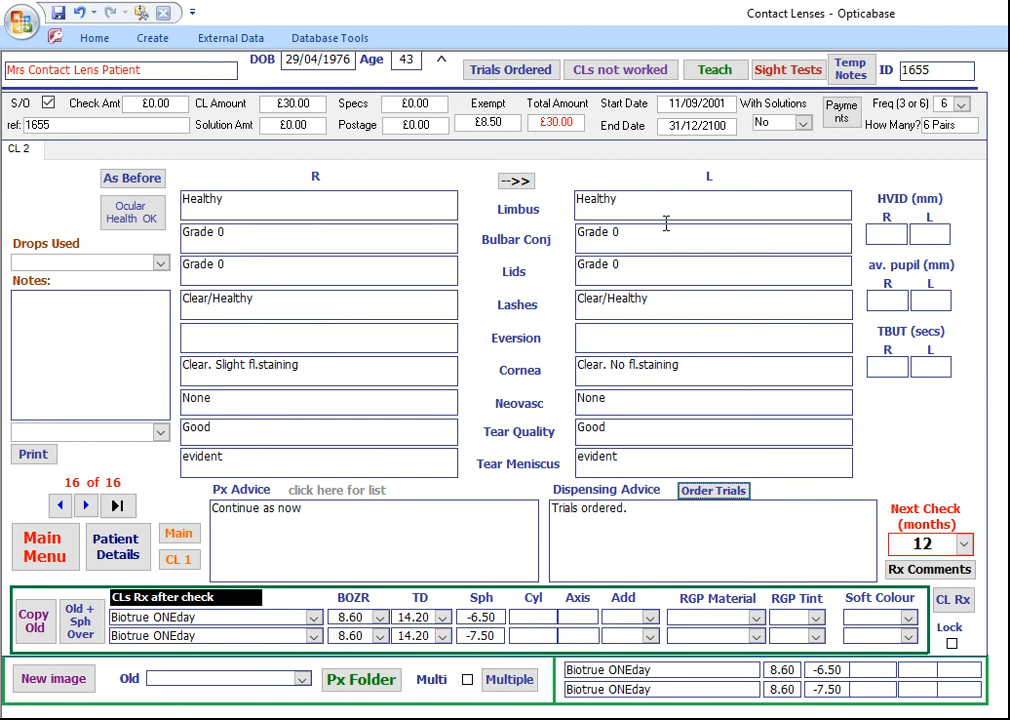 Contact Lenses - Opticabase
Home Create External Data Database Tools
Mrs Contact Lens Patient DOB 29/04/1976 Age 43 Trials Ordered CLs not worked Teach Sight Tests Temp Notes ID 1655
S/O Check Amt £0.00 CL Amount £30.00 Specs £0.00 Exempt Total Amount Start Date 11/09/2001 With Solutions Payme nts Freq (3 or 6) 6
ref: 1655 Solution Amt £0.00 Postage £0.00 £8.50 £30.00 End Date 31/12/2100 No How Many? 6 Pairs
CL 2
As Before R -->> L
Ocular Health OK Healthy Limbus Healthy HVID (mm)
R L
Drops Used Grade 0 Bulbar Conj Grade 0
Grade 0 Lids Grade 0 av. pupil (mm)
R L
Notes:
Clear/Healthy Lashes Clear/Healthy
Eversion TBUT (secs)
R L
Clear. Slight fl.staining Cornea Clear. No fl.staining
None Neovasc None
Good Tear Quality Good
Print evident Tear Meniscus evident
16 of 16 Px Advice click here for list Dispensing Advice Order Trials
Continue as now Trials ordered. Next Check (months)
12
Main Menu Patient Details Main
CL 1
Rx Comments
Copy Old Old + Sph Over CLs Rx after check BOZR TD Sph Cyl Axis Add RGP Material RGP Tint Soft Colour CL Rx
Biotrue ONEday 8.60 14.20 -6.50
Biotrue ONEday 8.60 14.20 -7.50
Lock
New image Old Px Folder Multi Multiple
Biotrue ONEday 8.60 -6.50
Biotrue ONEday 8.60 -7.50